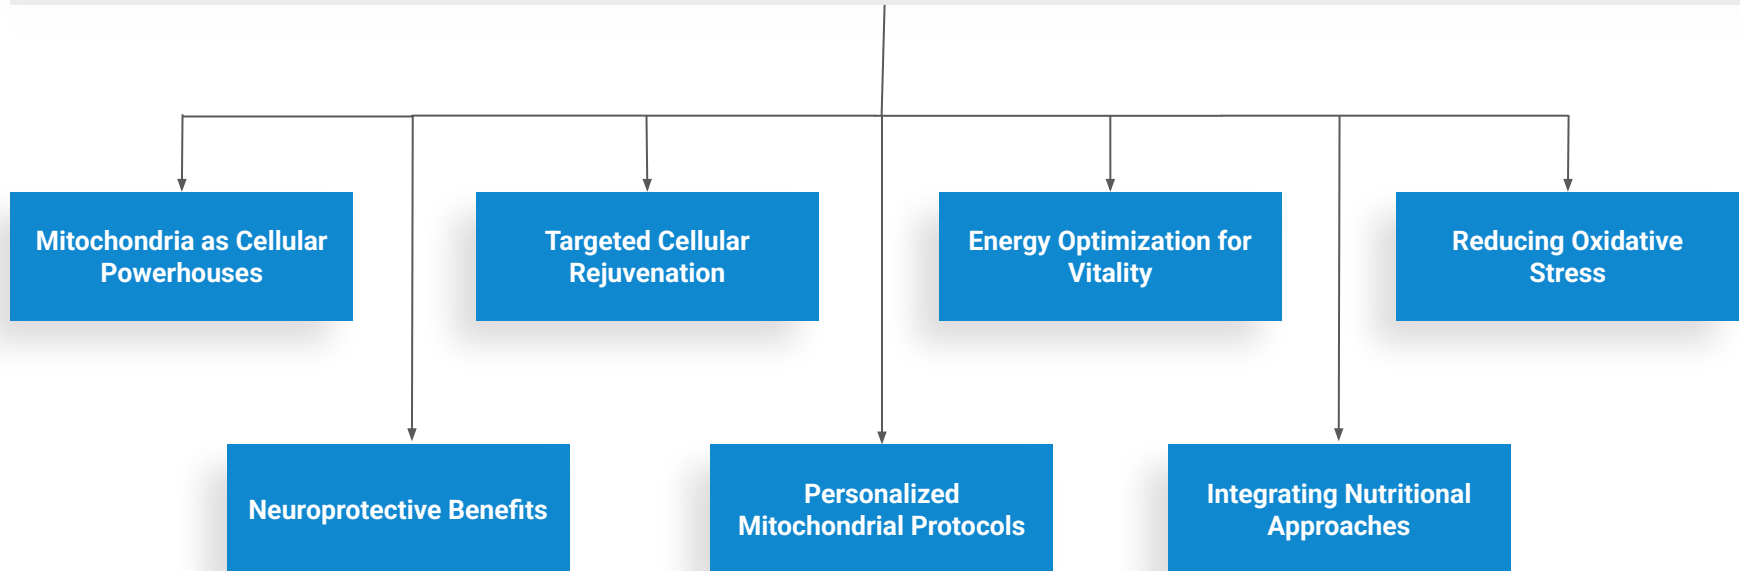 Mitochondria as Cellular
Powerhouses
Targeted Cellular
Rejuvenation
Energy Optimization for
Vitality
Reducing Oxidative
Stress
Neuroprotective Benefits
Personalized
Mitochondrial Protocols
Integrating Nutritional
Approaches